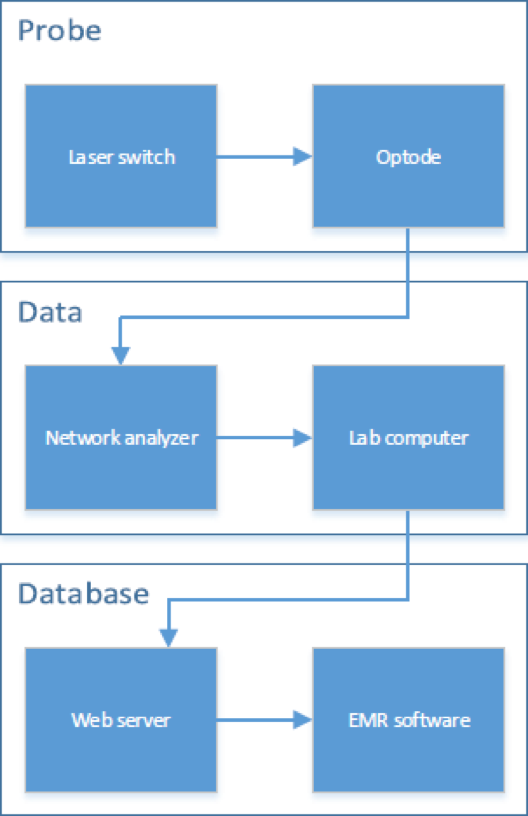 Probe
Laser switch
Optode
Data
Network analyzer
Lab computer
Database
Web server
EMR software